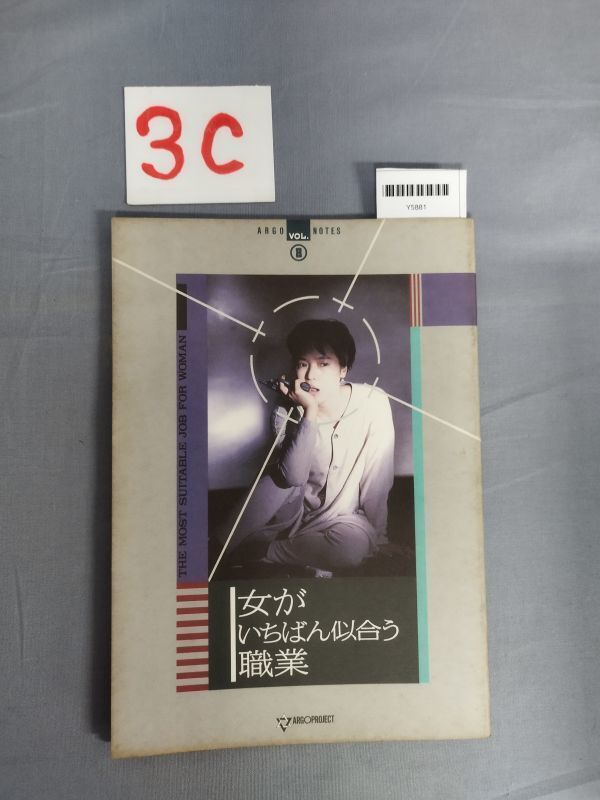 3C
Y5881
ARGO VOL. NOTES
THE MOST SUITABLE JOB FOR WOMAN
女が
いちばん似合う
職業
ARGOPROJECT